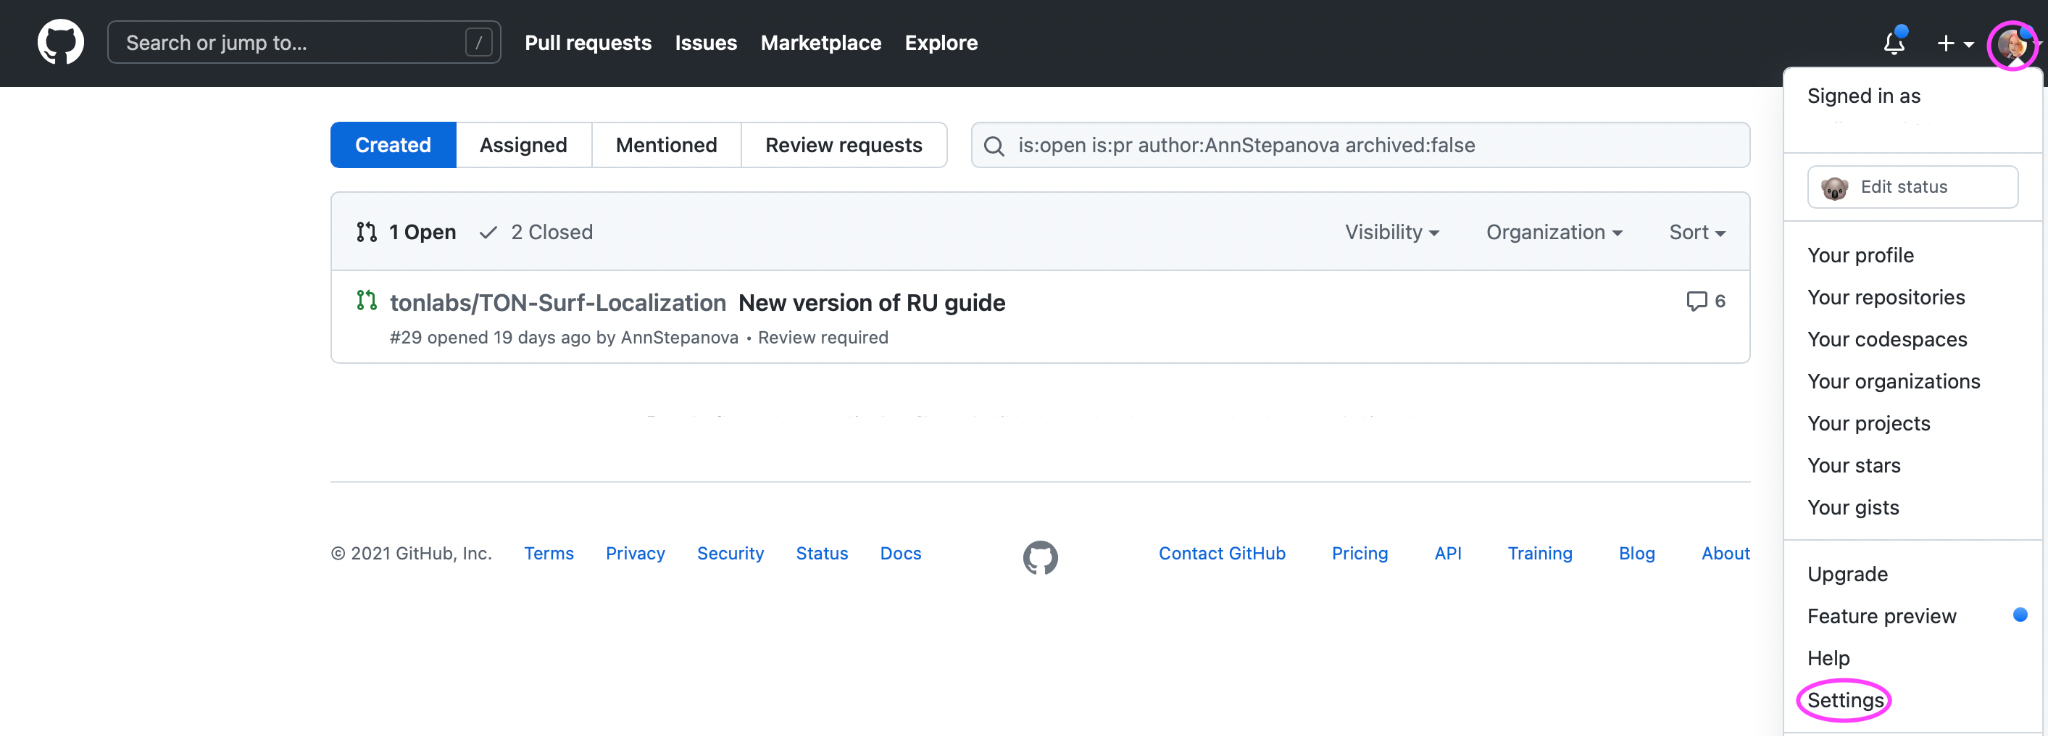 Search or jump to... / Pull requests Issues Marketplace Explore
Signed in as
Created Assigned Mentioned Review requests is:open is:pr author:AnnStepanova archived:false
Edit status
1 Open 2 Closed Visibility Organization Sort
tonlabs/TON-Surf-Localization New version of RU guide 6
#29 opened 19 days ago by AnnStepanova • Review required
Your profile
Your repositories
Your codespaces
Your organizations
Your projects
Your stars
Your gists
© 2021 GitHub, Inc. Terms Privacy Security Status Docs Contact GitHub Pricing API Training Blog About
Upgrade
Feature preview
Help
Settings